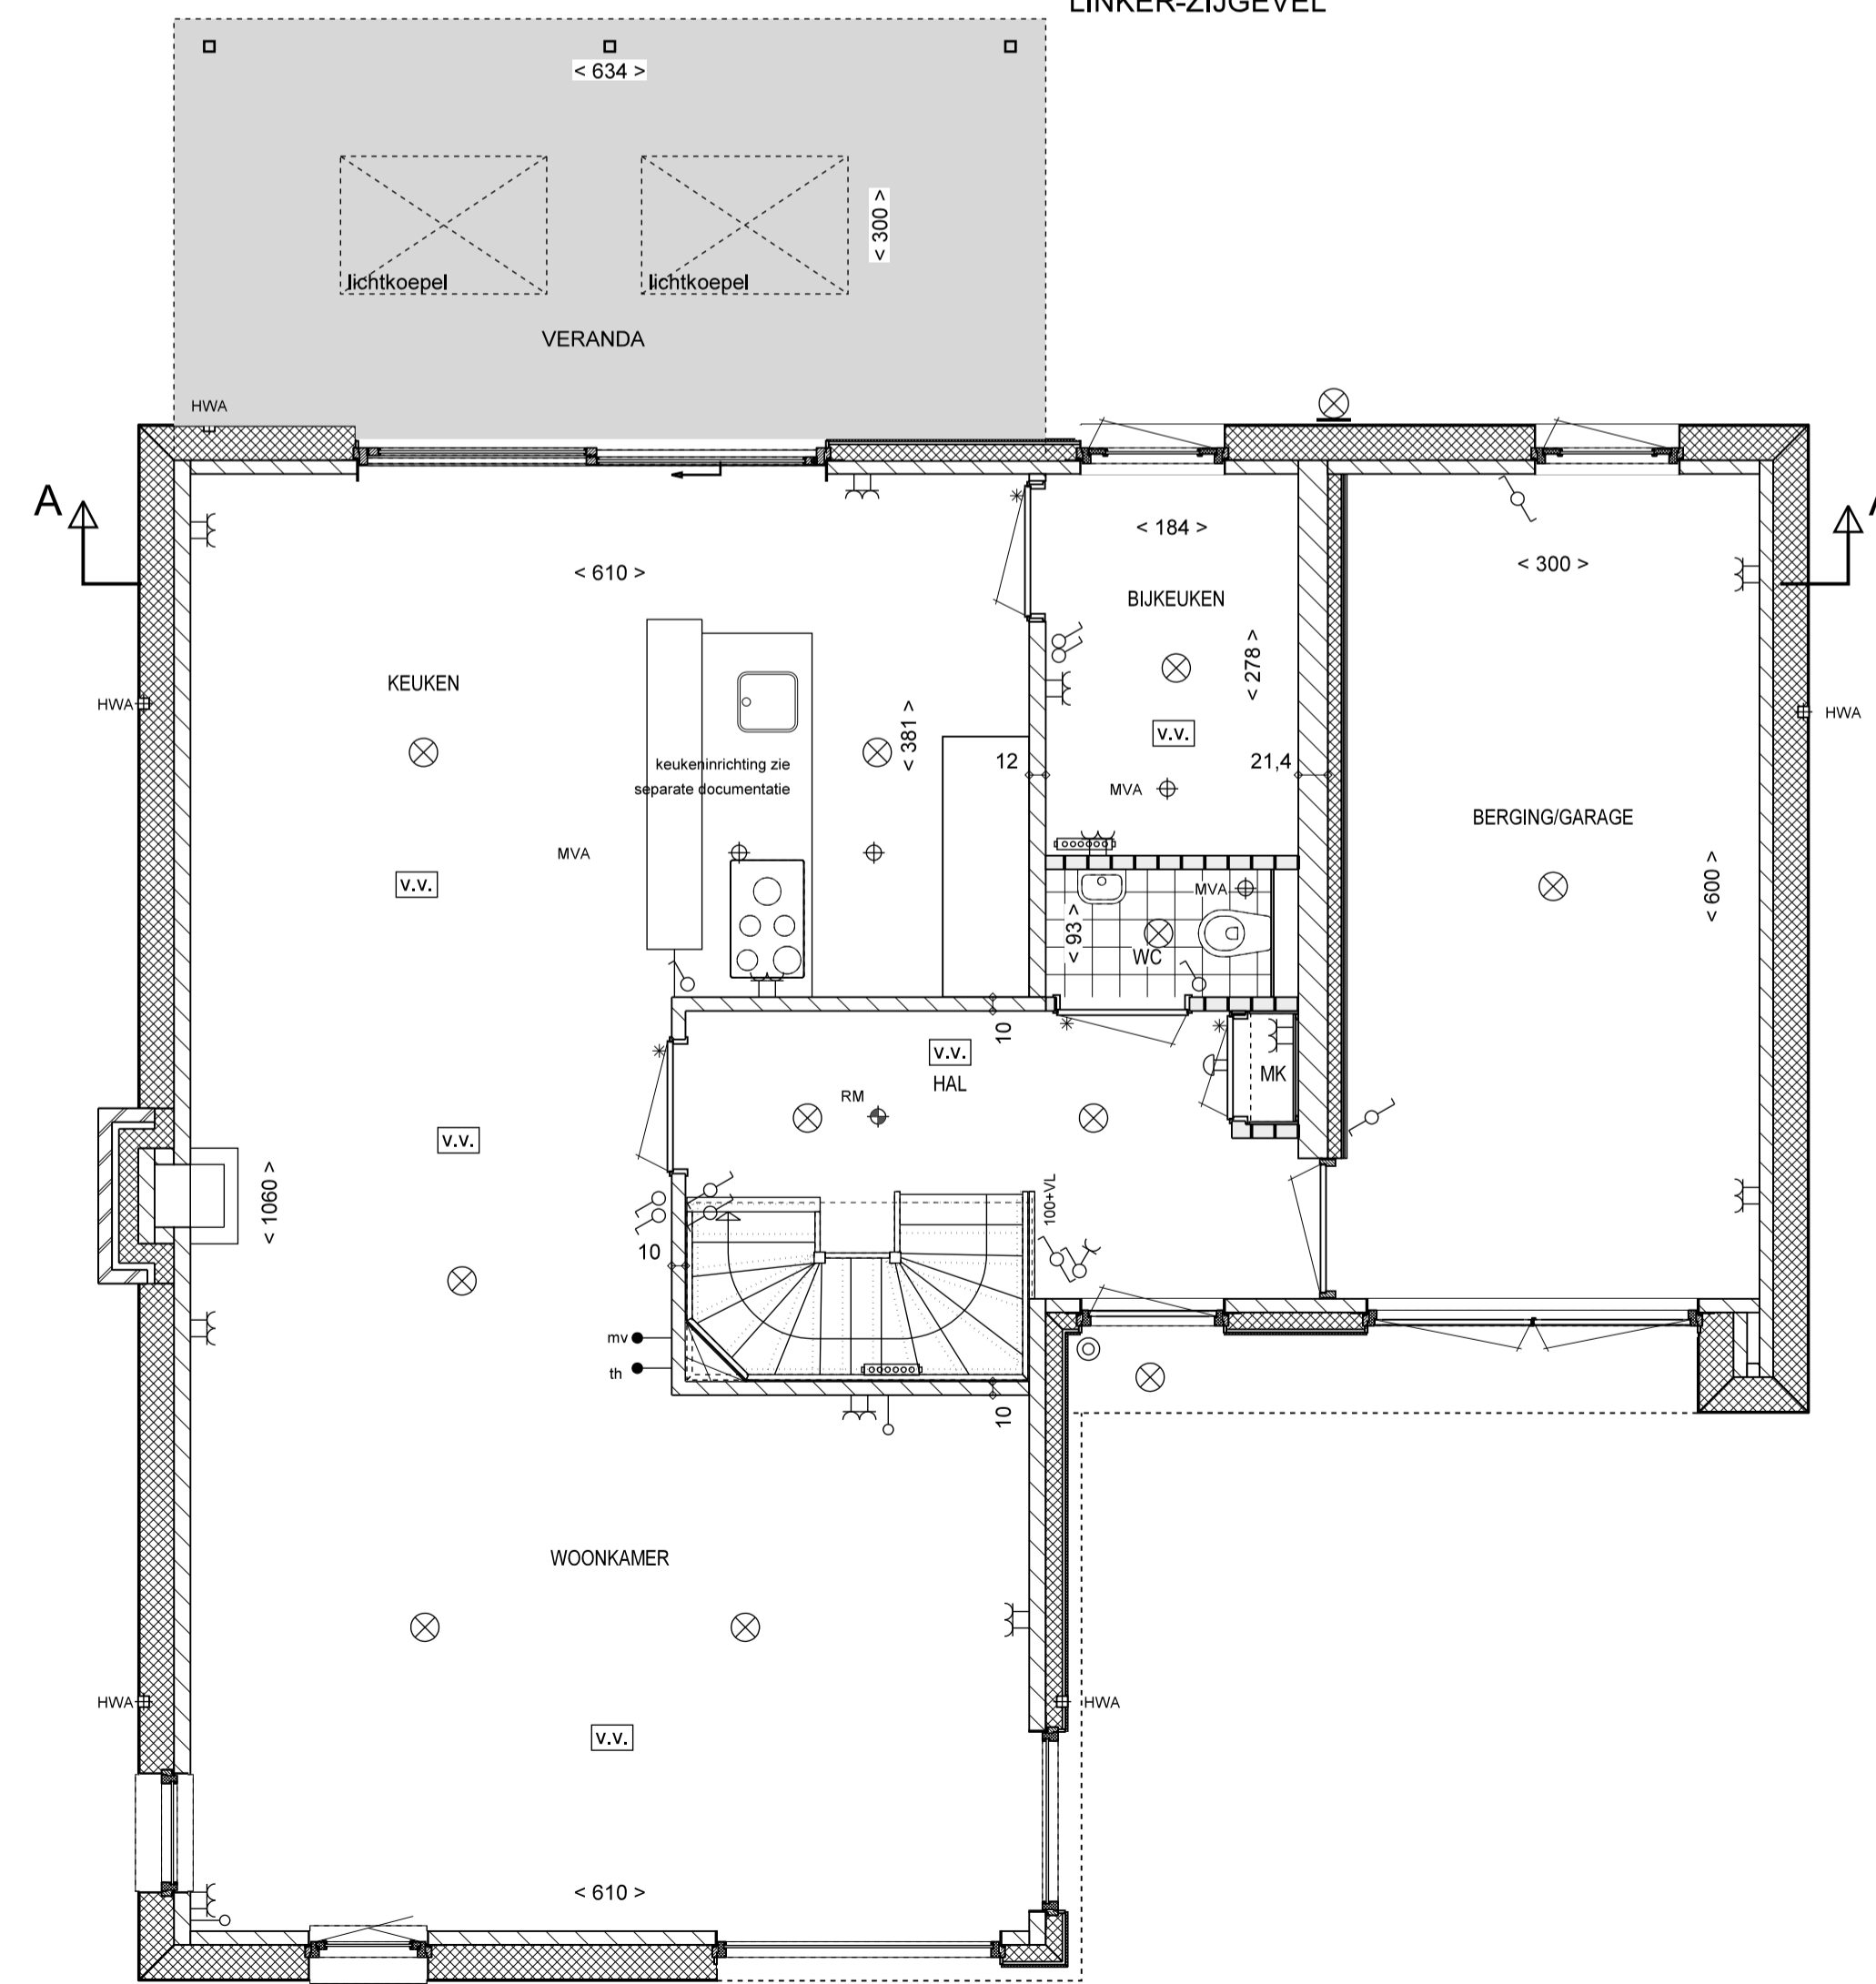 LINKER-ZIJGEVEL
< 634 >
< 300 >
lichtkoepel
lichtkoepel
VERANDA
HWA
A
A
< 184 >
< 610 >
< 300 >
BIJKEUKEN
KEUKEN
< 278 >
HWA
HWA
< 381 >
v.v.
keukeninrichting zie
separate documentatie
12
21,4
MVA
BERGING/GARAGE
MVA
v.v.
MVA
< 600 >
< 93 >
WC
10
v.v.
HAL
MK
RM
v.v.
< 1060 >
100+VL
10
mv
th
10
WOONKAMER
HWA
HWA
v.v.
< 610 >